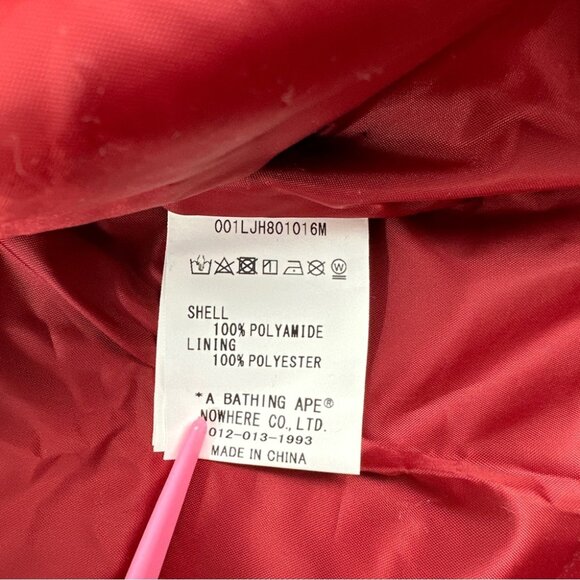 001LJH801016M
SHELL
100% POLYAMIDE
LINING
100% POLYESTER
*A BATHING APE®
NOWHERE CO., LTD.
012-013-1993
MADE IN CHINA